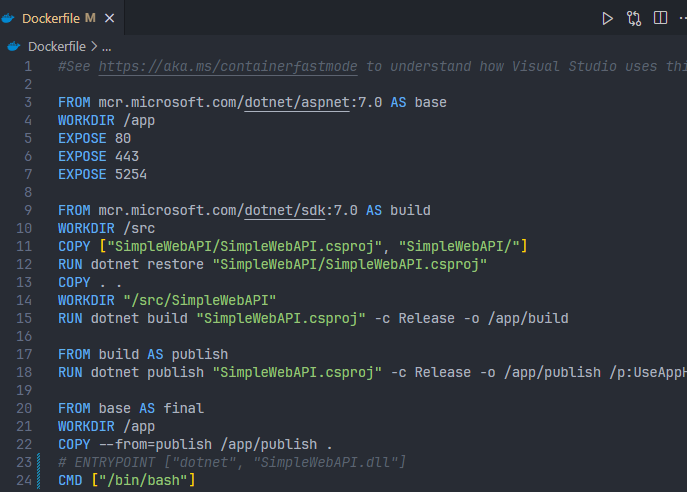 Dockerfile M
Dockerfile > ...
1 #See https://aka.ms/containerfastmode to understand how Visual Studio uses thi
2
3 FROM mcr.microsoft.com/dotnet/aspnet:7.0 AS base
4 WORKDIR /app
5 EXPOSE 80
6 EXPOSE 443
7 EXPOSE 5254
8
9 FROM mcr.microsoft.com/dotnet/sdk:7.0 AS build
10 WORKDIR /src
11 COPY ["SimpleWebAPI/SimpleWebAPI.csproj", "SimpleWebAPI/"]
12 RUN dotnet restore "SimpleWebAPI/SimpleWebAPI.csproj"
13 COPY . .
14 WORKDIR "/src/SimpleWebAPI"
15 RUN dotnet build "SimpleWebAPI.csproj" -c Release -o /app/build
16
17 FROM build AS publish
18 RUN dotnet publish "SimpleWebAPI.csproj" -c Release -o /app/publish /p:UseAppH
19
20 FROM base AS final
21 WORKDIR /app
22 COPY --from=publish /app/publish .
23 # ENTRYPOINT ["dotnet", "SimpleWebAPI.dll"]
24 CMD ["/bin/bash"]